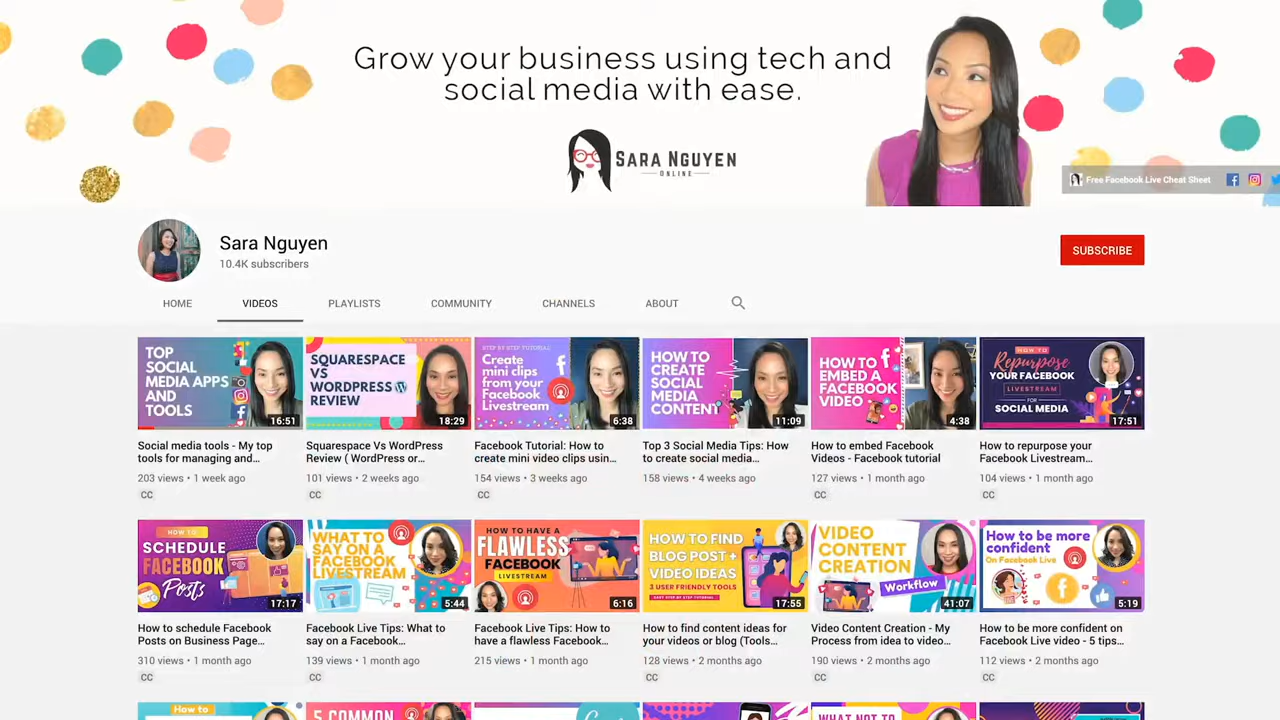 Grow your business using tech and
social media with ease.
SARA NGUYEN
ONLINE
Free Facebook Live Cheat Sheet
Sara Nguyen
10.4K subscribers
SUBSCRIBE
HOME VIDEOS PLAYLISTS COMMUNITY CHANNELS ABOUT
TOP
SOCIAL
MEDIA APPS
AND
TOOLS
16:51
SQUARESPACE
VS
WORDPRESS
REVIEW
18:29
STEP BY STEP TUTORIAL
Create
mini clips
from your
Facebook
Livestream
6:38
HOW TO
CREATE
SOCIAL
MEDIA
CONTENT
11:09
HOW TO
EMBED A
FACEBOOK
VIDEO
4:38
HOW TO
Repurpose
YOUR FACEBOOK
LIVESTREAM
FOR
SOCIAL MEDIA
17:51
Social media tools - My top
tools for managing and...
203 views • 1 week ago
CC
Squarespace Vs WordPress
Review ( WordPress or...
101 views • 2 weeks ago
CC
Facebook Tutorial: How to
create mini video clips usin...
154 views • 3 weeks ago
CC
Top 3 Social Media Tips: How
to create social media...
158 views • 4 weeks ago
How to embed Facebook
Videos - Facebook tutorial
127 views • 1 month ago
CC
How to repurpose your
Facebook Livestream...
104 views • 1 month ago
CC
HOW TO
SCHEDULE
FACEBOOK
Posts
17:17
WHAT TO
SAY ON A
FACEBOOK
LIVESTREAM
5:44
HOW TO HAVE A
FLAWLESS
FACEBOOK
LIVESTREAM
6:16
HOW TO FIND
BLOG POST +
VIDEO IDEAS
3 USER FRIENDLY TOOLS
17:55
VIDEO
CONTENT
CREATION
Workflow
41:07
How to be more
confident
On Facebook Live
5:19
How to schedule Facebook
Posts on Business Page...
310 views • 1 month ago
CC
Facebook Live Tips: What to
say on a Facebook...
139 views • 1 month ago
CC
Facebook Live Tips: How to
have a flawless Facebook...
215 views • 1 month ago
How to find content ideas for
your videos or blog (Tools...
128 views • 2 months ago
CC
Video Content Creation - My
Process from idea to video...
190 views • 2 months ago
CC
How to be more confident on
Facebook Live video - 5 tips...
112 views • 2 months ago
CC
How to
5 COMMON
WHAT NOT TO